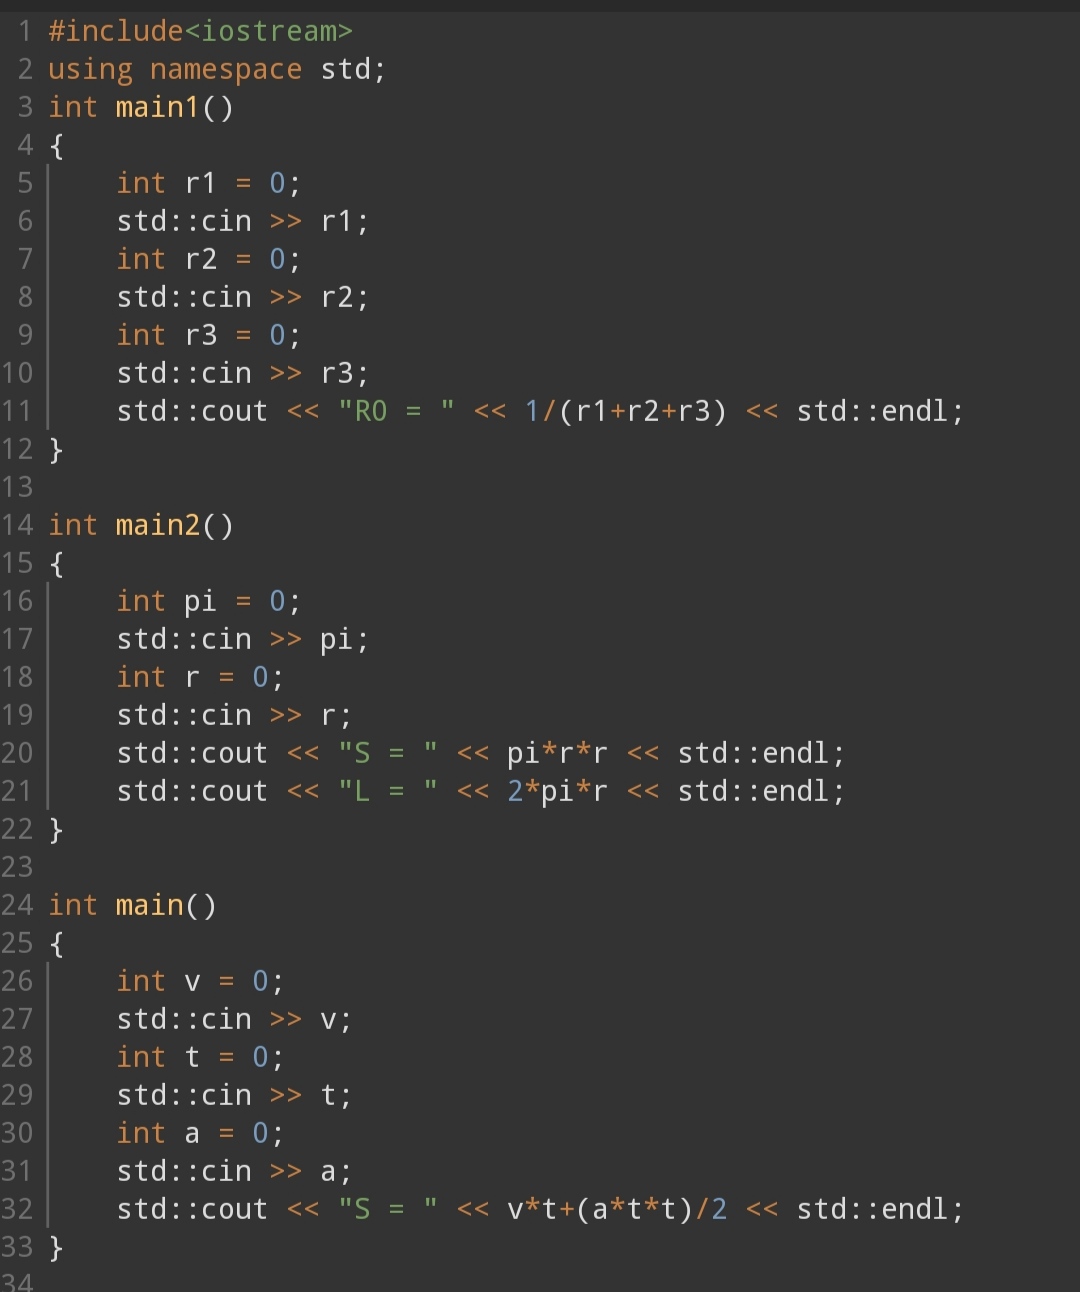 1 #include<iostream>
2 using namespace std;
3 int main1()
4 {
5     int r1 = 0;
6     std::cin >> r1;
7     int r2 = 0;
8     std::cin >> r2;
9     int r3 = 0;
10     std::cin >> r3;
11     std::cout << "R0 = " << 1/(r1+r2+r3) << std::endl;
12 }
13
14 int main2()
15 {
16     int pi = 0;
17     std::cin >> pi;
18     int r = 0;
19     std::cin >> r;
20     std::cout << "S = " << pi*r*r << std::endl;
21     std::cout << "L = " << 2*pi*r << std::endl;
22 }
23
24 int main()
25 {
26     int v = 0;
27     std::cin >> v;
28     int t = 0;
29     std::cin >> t;
30     int a = 0;
31     std::cin >> a;
32     std::cout << "S = " << v*t+(a*t*t)/2 << std::endl;
33 }
34